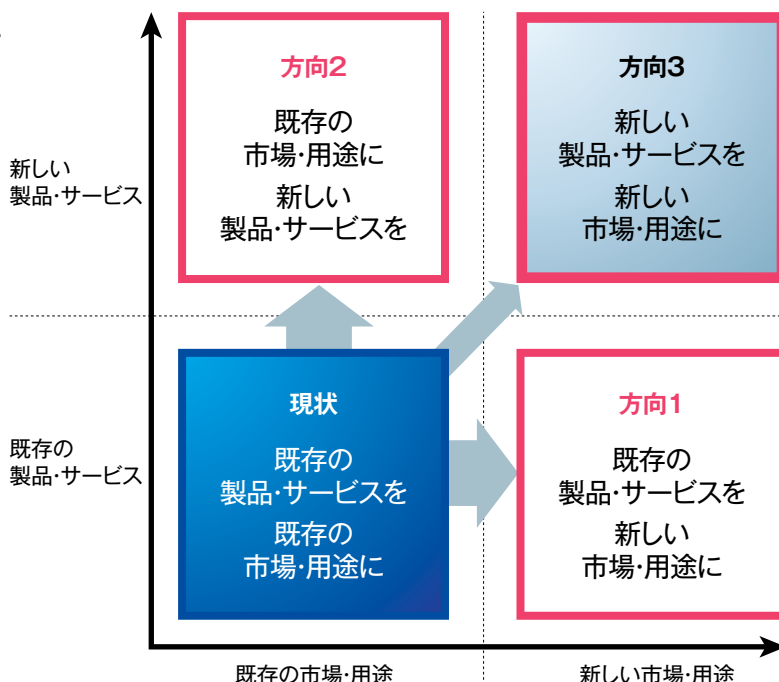 方向2
既存の
市場・用途に
新しい
製品・サービスを
方向3
新しい
製品・サービスを
新しい
市場・用途に
新しい
製品・サービス
現状
既存の
製品・サービスを
既存の
市場・用途に
方向1
既存の
製品・サービスを
新しい
市場・用途に
既存の
製品・サービス
既存の市場・用途
新しい市場・用途